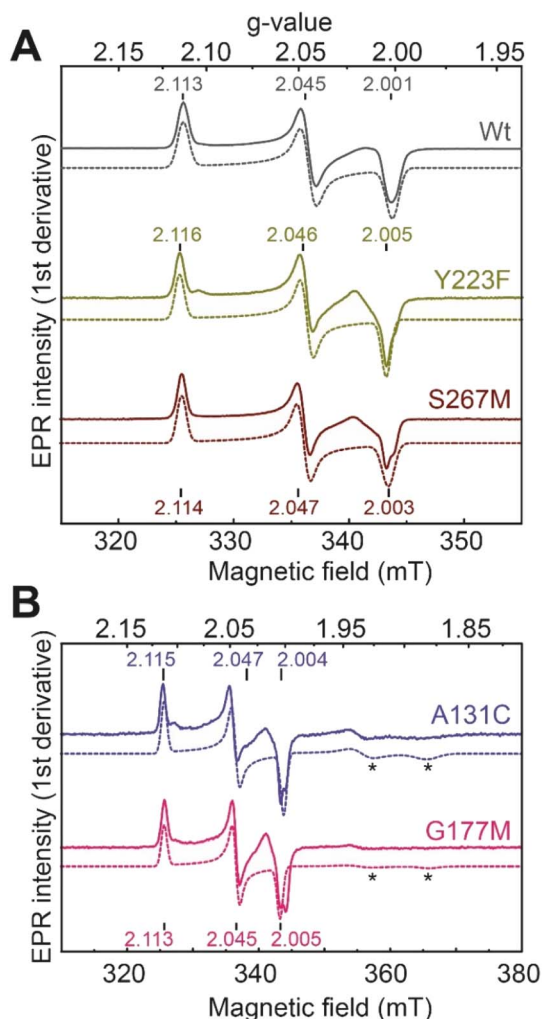 g-value
A
2.15 2.10 2.05 2.00 1.95
2.113 2.045 2.001
Wt
2.116 2.046 2.005
Y223F
S267M
2.114 2.047 2.003
EPR intensity (1st derivative)
320 330 340 350
Magnetic field (mT)
B
2.15 2.05 1.95 1.85
2.115 2.047 2.004
A131C
* *
G177M
* *
2.113 2.045 2.005
EPR intensity (1st derivative)
320 340 360 380
Magnetic field (mT)